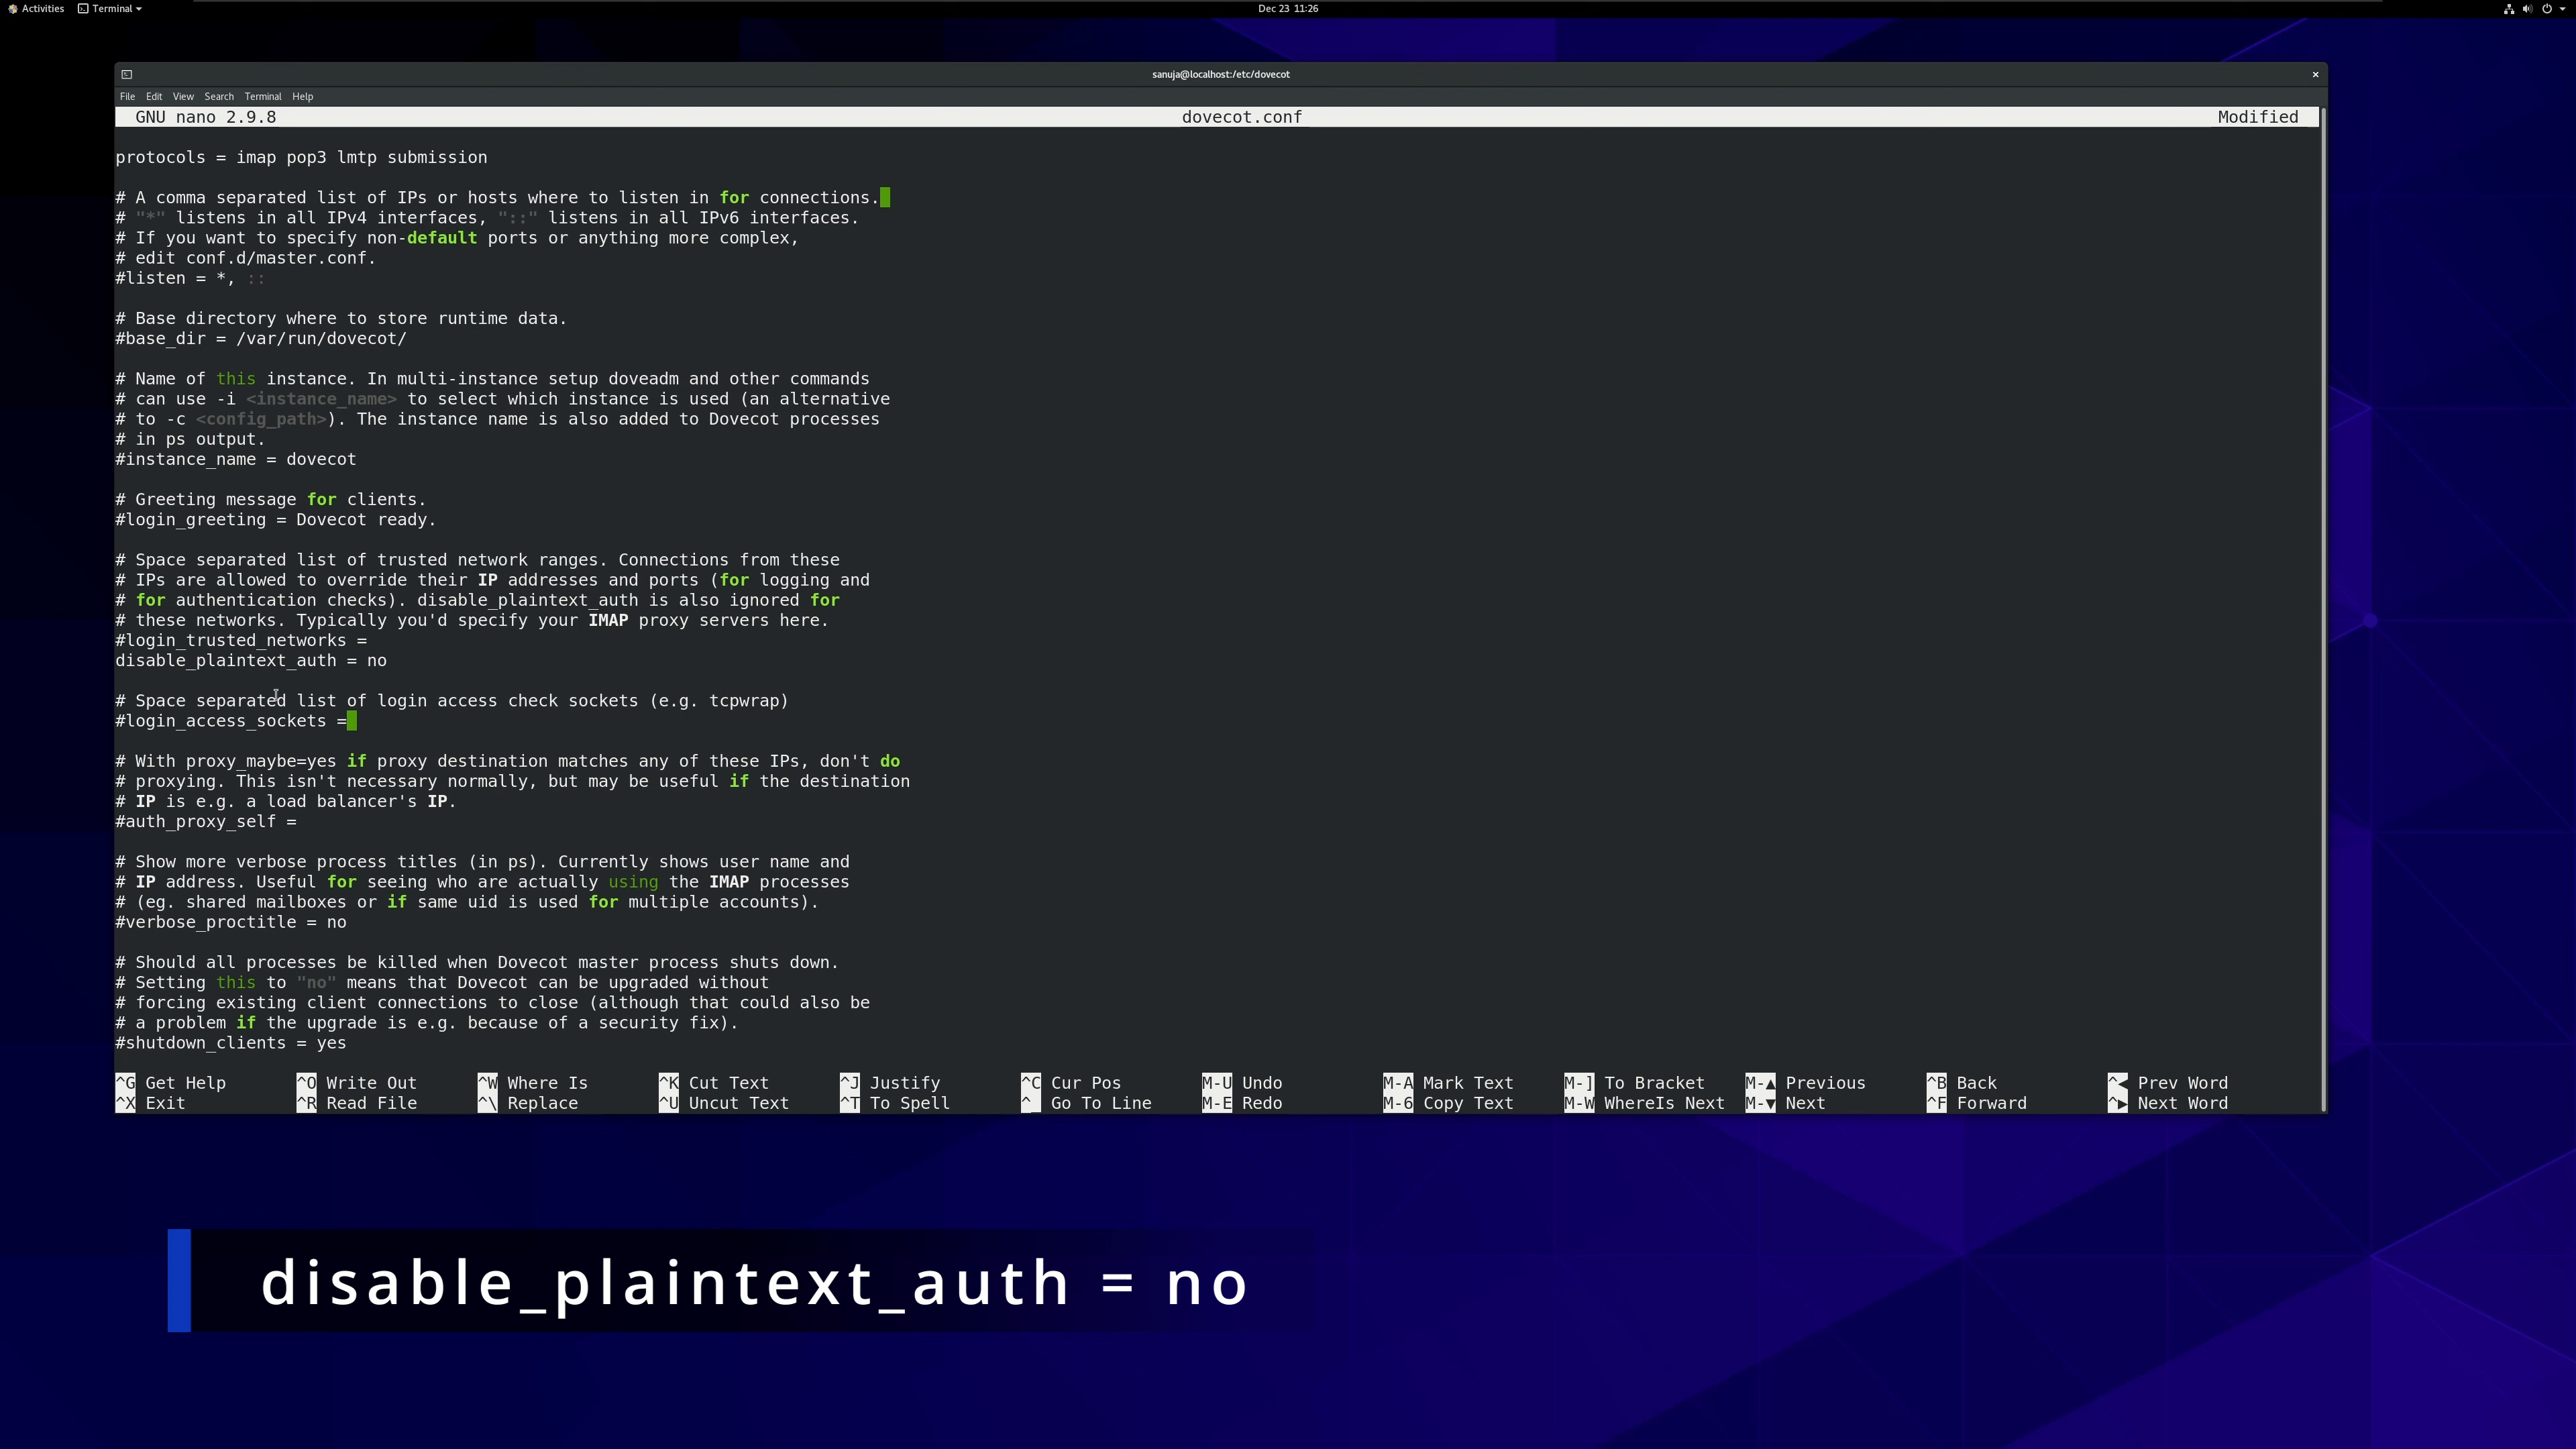 Activities Terminal Dec 23 11:26
sanuja@localhost:/etc/dovecot ×
File Edit View Search Terminal Help
GNU nano 2.9.8 dovecot.conf Modified
protocols = imap pop3 lmtp submission
# A comma separated list of IPs or hosts where to listen in for connections.
# "*" listens in all IPv4 interfaces, "::" listens in all IPv6 interfaces.
# If you want to specify non-default ports or anything more complex,
# edit conf.d/master.conf.
#listen = *, ::
# Base directory where to store runtime data.
#base_dir = /var/run/dovecot/
# Name of this instance. In multi-instance setup doveadm and other commands
# can use -i <instance_name> to select which instance is used (an alternative
# to -c <config_path>). The instance name is also added to Dovecot processes
# in ps output.
#instance_name = dovecot
# Greeting message for clients.
#login_greeting = Dovecot ready.
# Space separated list of trusted network ranges. Connections from these
# IPs are allowed to override their IP addresses and ports (for logging and
# for authentication checks). disable_plaintext_auth is also ignored for
# these networks. Typically you'd specify your IMAP proxy servers here.
#login_trusted_networks =
disable_plaintext_auth = no
# Space separated list of login access check sockets (e.g. tcpwrap)
#login_access_sockets =
# With proxy_maybe=yes if proxy destination matches any of these IPs, don't do
# proxying. This isn't necessary normally, but may be useful if the destination
# IP is e.g. a load balancer's IP.
#auth_proxy_self =
# Show more verbose process titles (in ps). Currently shows user name and
# IP address. Useful for seeing who are actually using the IMAP processes
# (eg. shared mailboxes or if same uid is used for multiple accounts).
#verbose_proctitle = no
# Should all processes be killed when Dovecot master process shuts down.
# Setting this to "no" means that Dovecot can be upgraded without
# forcing existing client connections to close (although that could also be
# a problem if the upgrade is e.g. because of a security fix).
#shutdown_clients = yes
^G Get Help ^O Write Out ^W Where Is ^K Cut Text ^J Justify ^C Cur Pos M-U Undo M-A Mark Text M-] To Bracket M-▲ Previous ^B Back ^◀ Prev Word
^X Exit ^R Read File ^\ Replace ^U Uncut Text ^T To Spell ^_ Go To Line M-E Redo M-6 Copy Text M-W WhereIs Next M-▼ Next ^F Forward ^▶ Next Word
disable_plaintext_auth = no